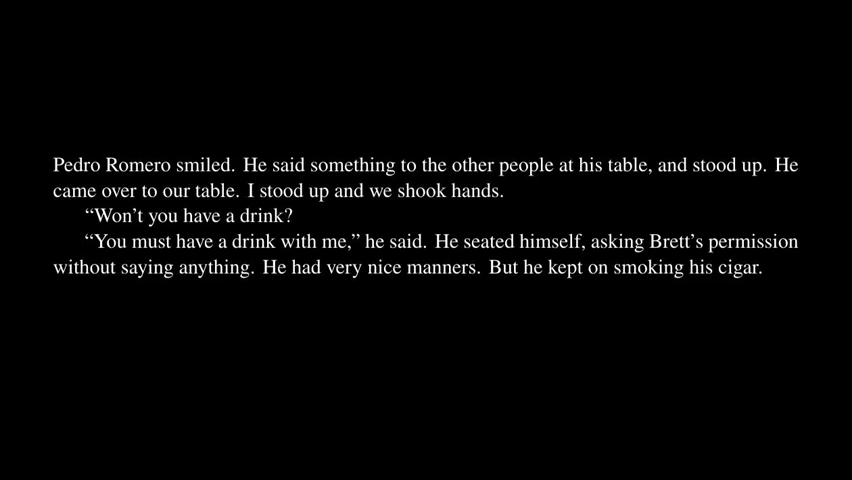 Pedro Romero smiled. He said something to the other people at his table, and stood up. He
came over to our table. I stood up and we shook hands.
“Won’t you have a drink?
“You must have a drink with me,” he said. He seated himself, asking Brett’s permission
without saying anything. He had very nice manners. But he kept on smoking his cigar.